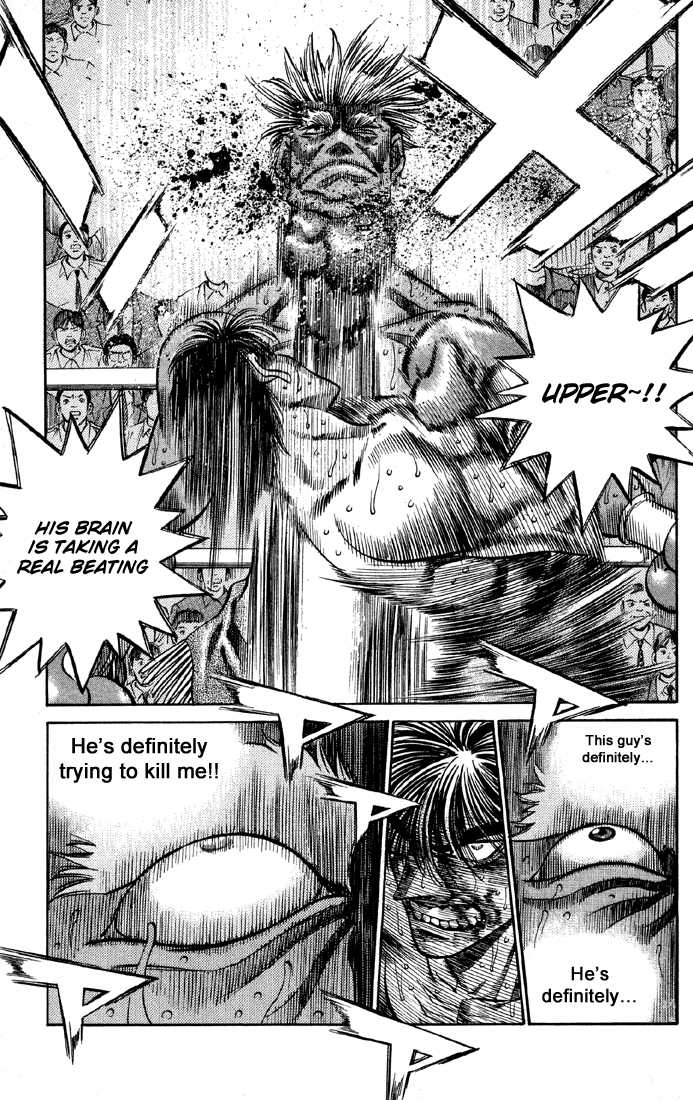 UPPER~!!
HIS BRAIN
IS TAKING A
REAL BEATING
This guy's
definitely...
He's
definitely...
He's definitely
trying to kill me!!